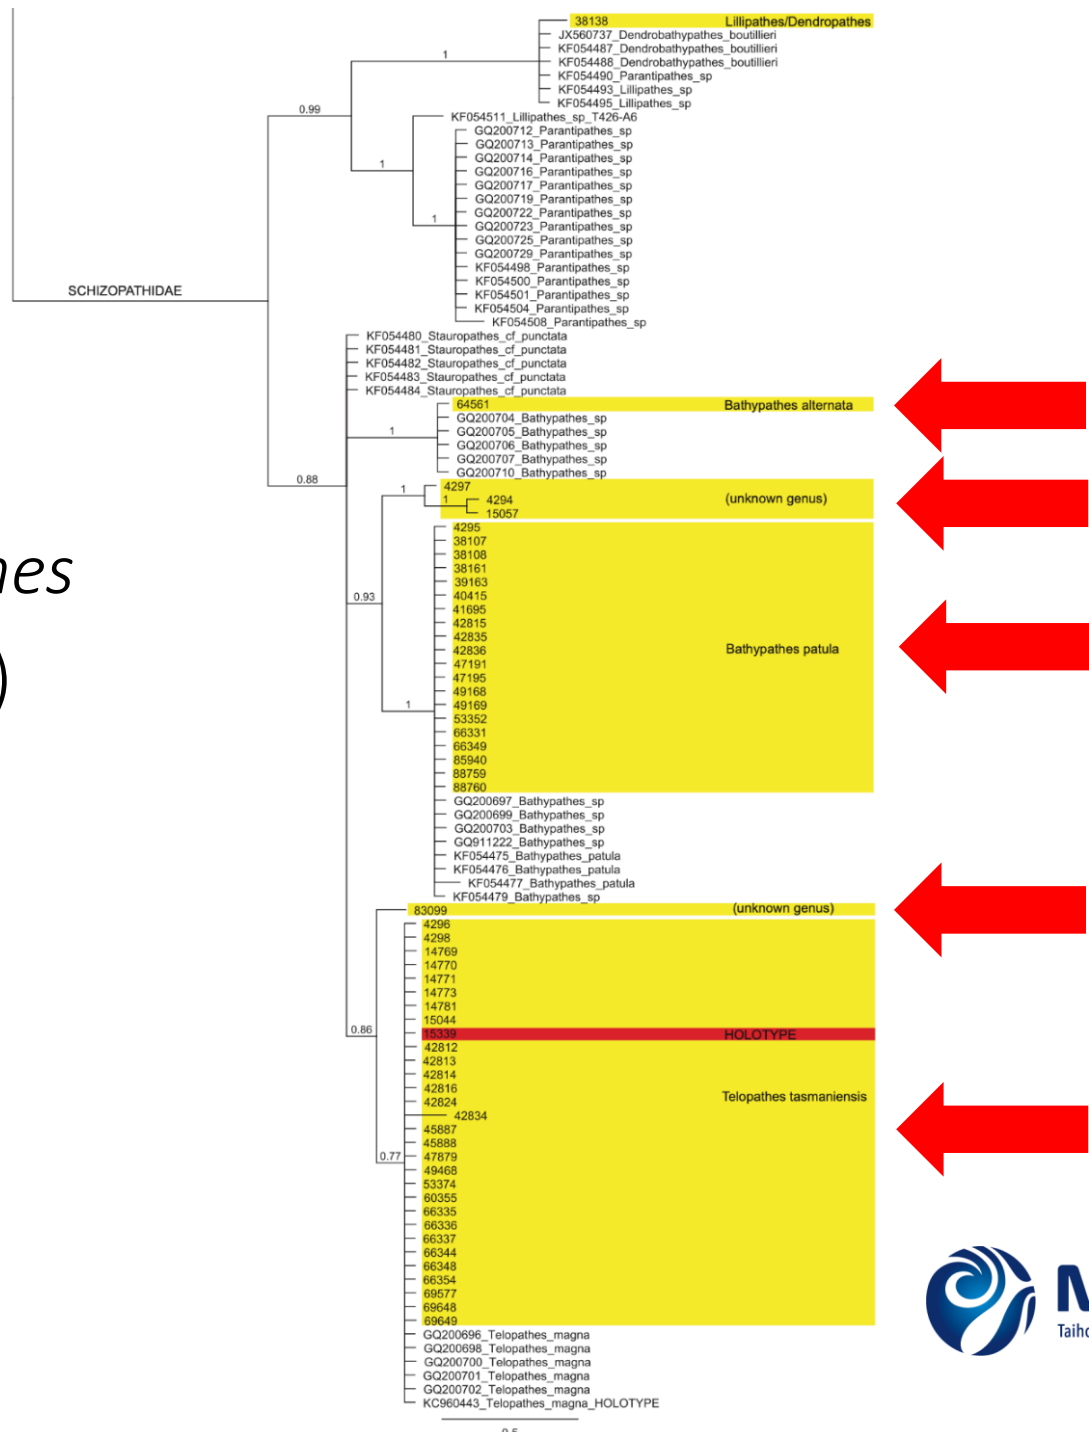 38138 Lillipathes/Dendropathes
JX560737_Dendrobathypathes_boutillieri
KF054487_Dendrobathypathes_boutillieri
KF054488_Dendrobathypathes_boutillieri
1
KF054490_Parantipathes_sp
KF054493_Lillipathes_sp
KF054495_Lillipathes_sp
0.99
KF054511_Lillipathes_sp_T426-A6
GQ200712_Parantipathes_sp
GQ200713_Parantipathes_sp
GQ200714_Parantipathes_sp
1
GQ200716_Parantipathes_sp
GQ200717_Parantipathes_sp
GQ200719_Parantipathes_sp
GQ200722_Parantipathes_sp
1
GQ200723_Parantipathes_sp
GQ200725_Parantipathes_sp
GQ200729_Parantipathes_sp
KF054498_Parantipathes_sp
KF054500_Parantipathes_sp
SCHIZOPATHIDAE
KF054501_Parantipathes_sp
KF054504_Parantipathes_sp
KF054508_Parantipathes_sp
KF054480_Stauropathes_cf_punctata
KF054481_Stauropathes_cf_punctata
KF054482_Stauropathes_cf_punctata
KF054483_Stauropathes_cf_punctata
KF054484_Stauropathes_cf_punctata
64561 Bathypathes alternata
GQ200704_Bathypathes_sp
1
GQ200705_Bathypathes_sp
GQ200706_Bathypathes_sp
GQ200707_Bathypathes_sp
GQ200710_Bathypathes_sp
0.88
1
4297
1
4294 (unknown genus)
15057
4295
38107
38108
38161
hes
39163
0.93
40415
41695
42815
42835
42836 Bathypathes patula
47191
47195
)
49168
49169
1
53352
66331
66349
85940
88759
88760
GQ200697_Bathypathes_sp
GQ200699_Bathypathes_sp
GQ200703_Bathypathes_sp
GQ911222_Bathypathes_sp
KF054475_Bathypathes_patula
KF054476_Bathypathes_patula
KF054477_Bathypathes_patula
KF054479_Bathypathes_sp
83099 (unknown genus)
4296
4298
14769
14770
14771
14773
14781
15044
0.86
15339 HOLOTYPE
42812
42813
42814
42816
42824 Telopathes tasmaniensis
42834
45887
45888
0.77
47879
49468
53374
60355
66335
66336
66337
66344
66348
66354
69577
69648
69649
GQ200696_Telopathes_magna
GQ200698_Telopathes_magna
GQ200700_Telopathes_magna
GQ200701_Telopathes_magna
GQ200702_Telopathes_magna
KC960443_Telopathes_magna_HOLOTYPE
Taiho